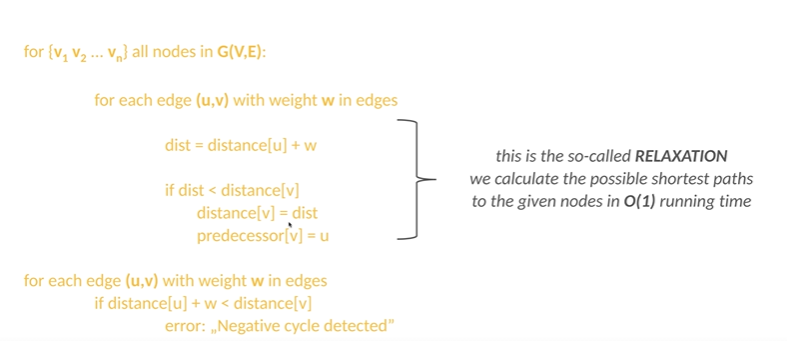 for {v1 v2 ... vn} all nodes in G(V,E):
for each edge (u,v) with weight w in edges
dist = distance[u] + w
if dist < distance[v]
distance[v] = dist
predecessor[v] = u
this is the so-called RELAXATION
we calculate the possible shortest paths
to the given nodes in O(1) running time
for each edge (u,v) with weight w in edges
if distance[u] + w < distance[v]
error: „Negative cycle detected”